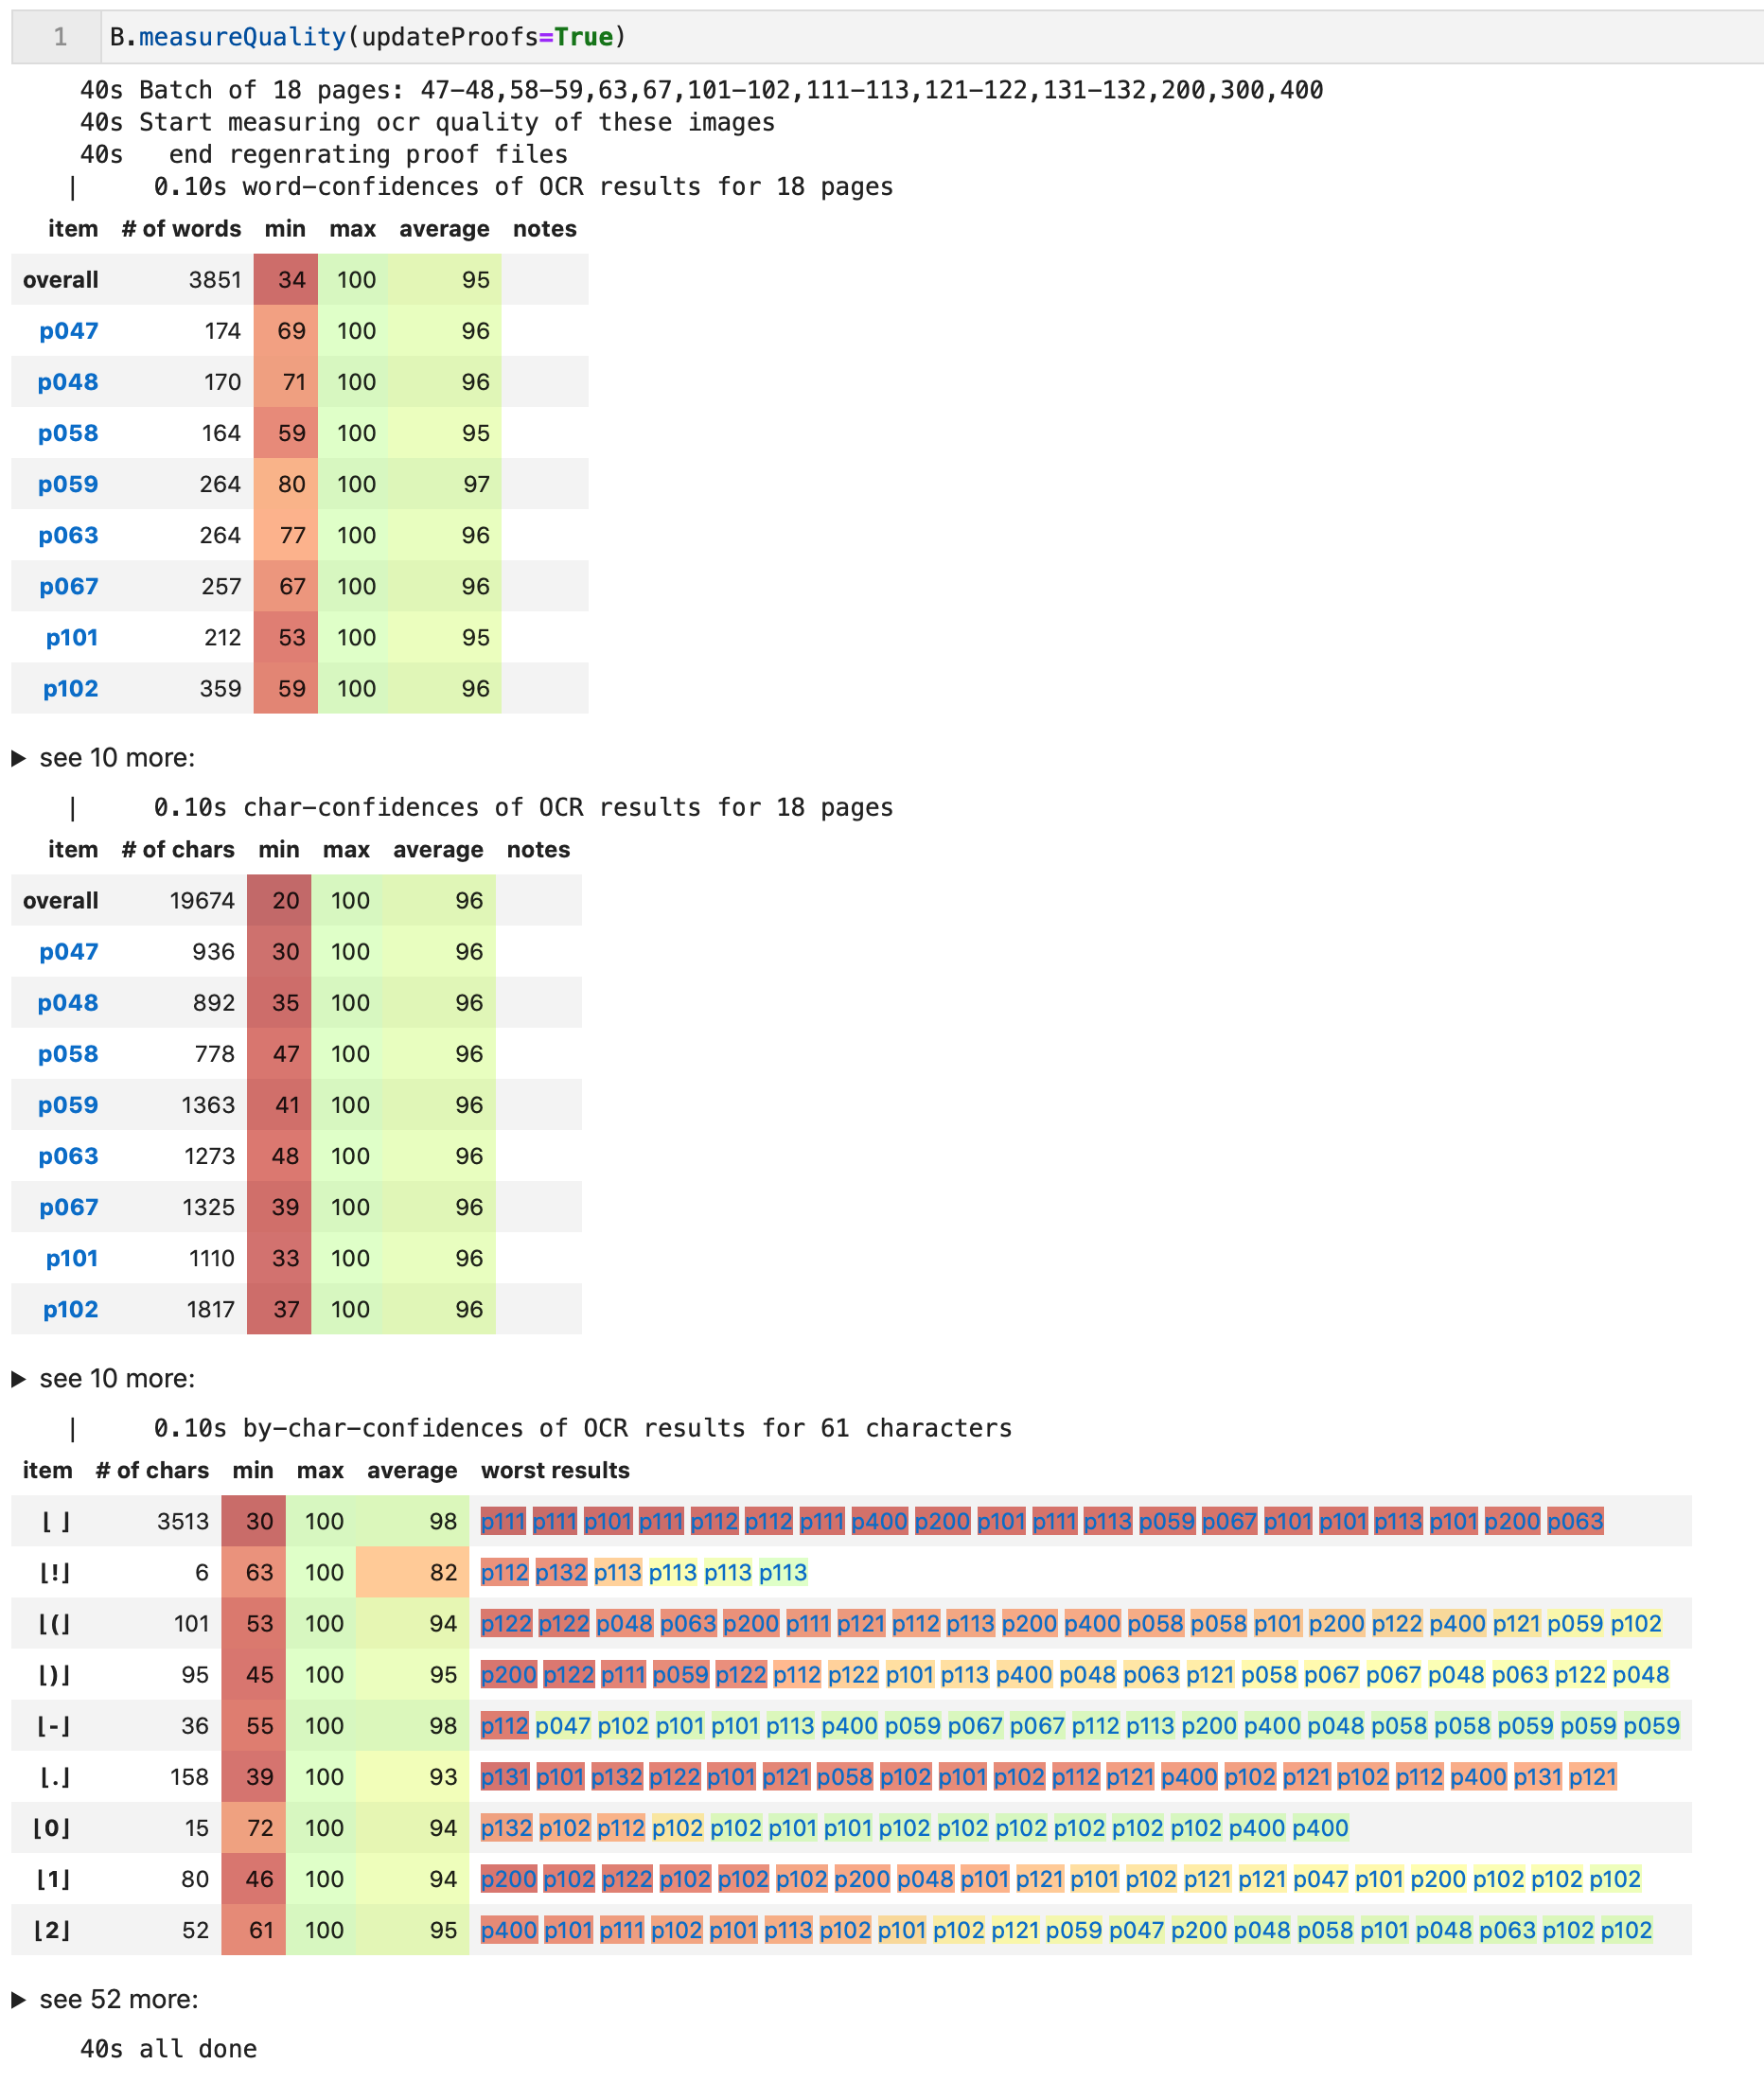 1 B.measureQuality(updateProofs=True)
40s Batch of 18 pages: 47-48,58-59,63,67,101-102,111-113,121-122,131-132,200,300,400
40s Start measuring ocr quality of these images
40s end regenrating proof files
| 0.10s word-confidences of OCR results for 18 pages
item # of words min max average notes
overall 3851 34 100 95
p047 174 69 100 96
p048 170 71 100 96
p058 164 59 100 95
p059 264 80 100 97
p063 264 77 100 96
p067 257 67 100 96
p101 212 53 100 95
p102 359 59 100 96
▶ see 10 more:
| 0.10s char-confidences of OCR results for 18 pages
item # of chars min max average notes
overall 19674 20 100 96
p047 936 30 100 96
p048 892 35 100 96
p058 778 47 100 96
p059 1363 41 100 96
p063 1273 48 100 96
p067 1325 39 100 96
p101 1110 33 100 96
p102 1817 37 100 96
▶ see 10 more:
| 0.10s by-char-confidences of OCR results for 61 characters
item # of chars min max average worst results
⌊ ⌋ 3513 30 100 98 p111 p111 p101 p111 p112 p112 p111 p400 p200 p101 p111 p113 p059 p067 p101 p101 p113 p101 p200 p063
⌊!⌋ 6 63 100 82 p112 p132 p113 p113 p113 p113
⌊(⌋ 101 53 100 94 p122 p122 p048 p063 p200 p111 p121 p112 p113 p200 p400 p058 p058 p101 p200 p122 p400 p121 p059 p102
⌊)⌋ 95 45 100 95 p200 p122 p111 p059 p122 p112 p122 p101 p113 p400 p048 p063 p121 p058 p067 p067 p048 p063 p122 p048
⌊-⌋ 36 55 100 98 p112 p047 p102 p101 p101 p113 p400 p059 p067 p067 p112 p113 p200 p400 p048 p058 p058 p059 p059 p059
⌊.⌋ 158 39 100 93 p131 p101 p132 p122 p101 p121 p058 p102 p101 p102 p112 p121 p400 p102 p121 p102 p112 p400 p131 p121
⌊0⌋ 15 72 100 94 p132 p102 p112 p102 p102 p101 p101 p102 p102 p102 p102 p102 p102 p400 p400
⌊1⌋ 80 46 100 94 p200 p102 p122 p102 p102 p102 p200 p048 p101 p121 p101 p102 p121 p121 p047 p101 p200 p102 p102 p102
⌊2⌋ 52 61 100 95 p400 p101 p111 p102 p101 p113 p102 p101 p102 p121 p059 p047 p200 p048 p058 p101 p048 p063 p102 p102
▶ see 52 more:
40s all done